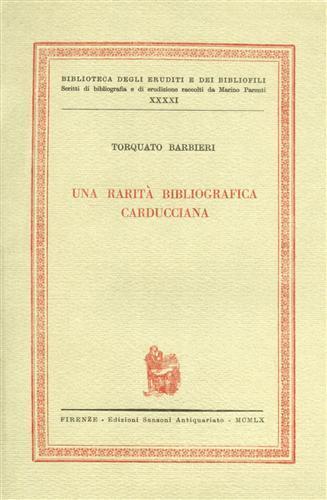 BIBLIOTECA DEGLI ERUDITI E DEI BIBLIOFILI
Scritti di bibliografia e di erudizione raccolti da Marino Parenti
XXXXI
TORQUATO BARBIERI
UNA RARITÀ BIBLIOGRAFICA
CARDUCCIANA
FIRENZE - Edizioni Sansoni Antiquariato - MCMLX